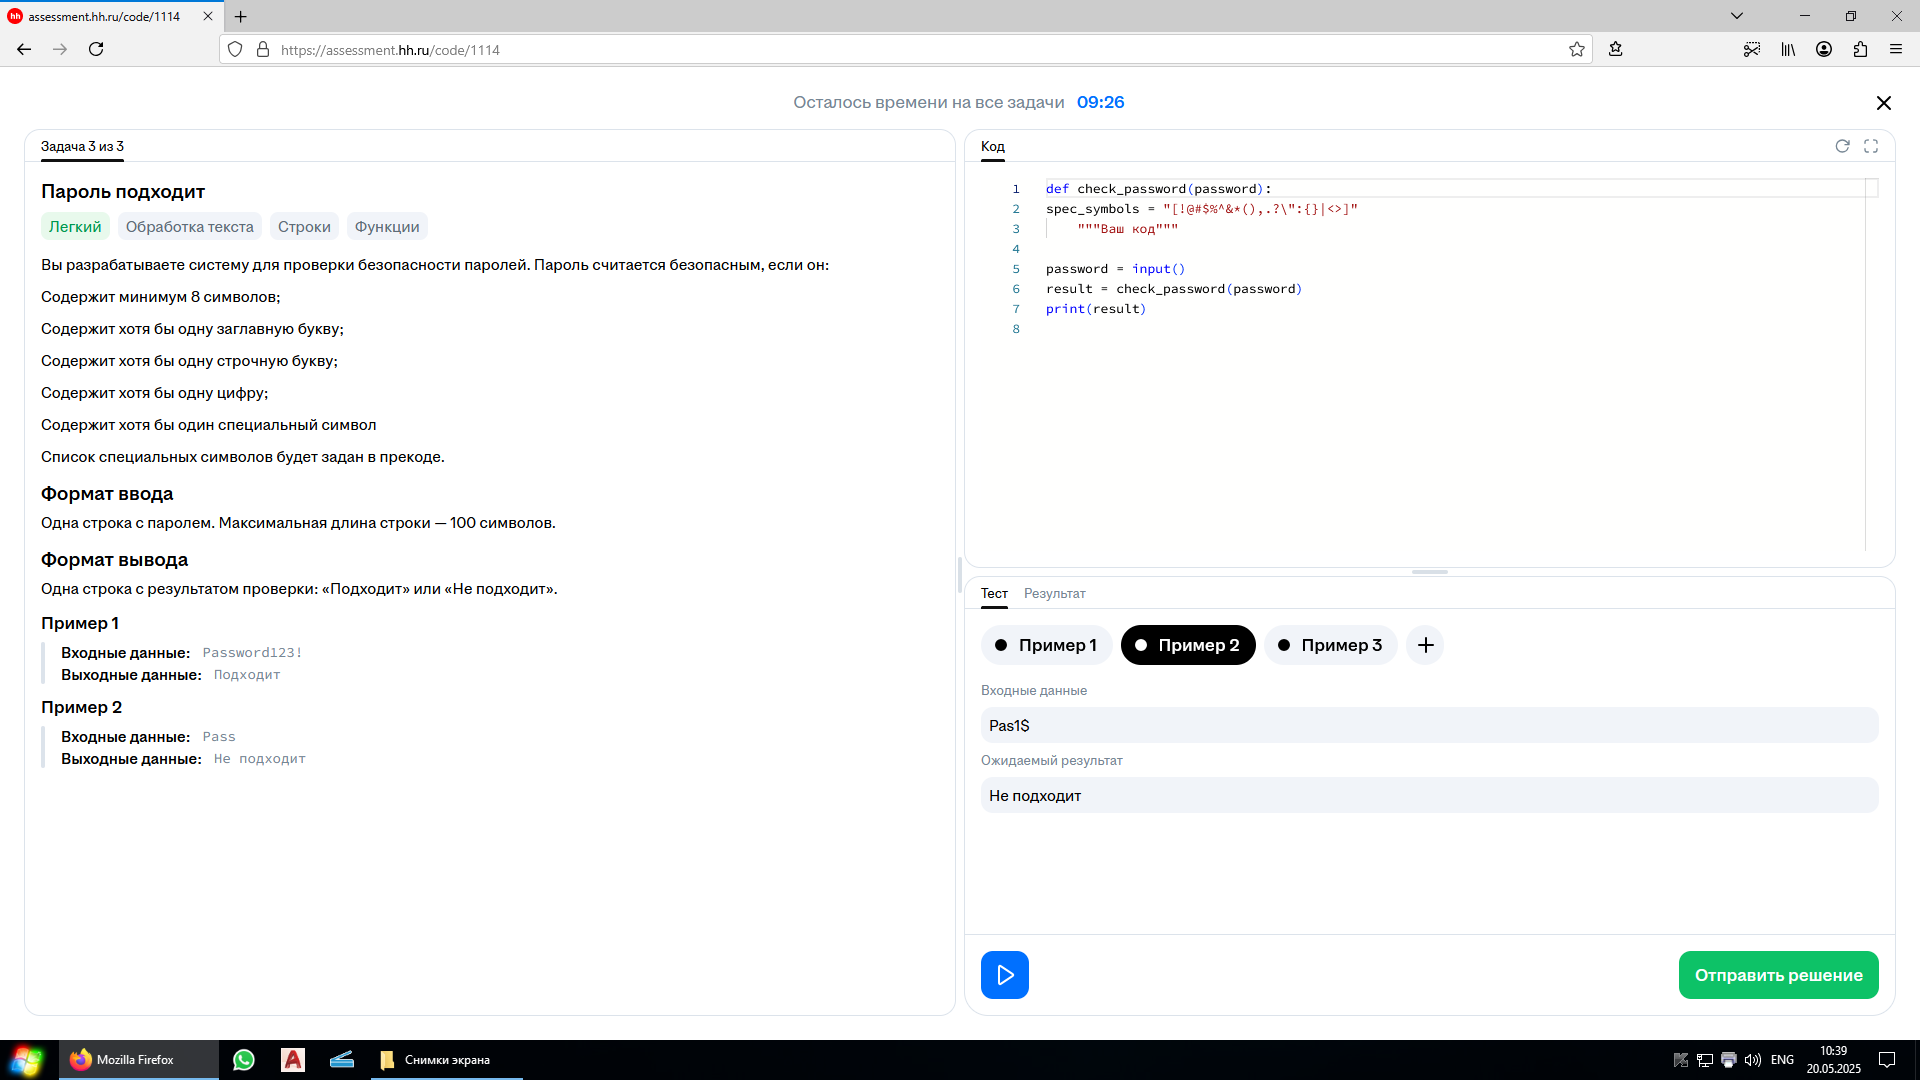 hh assessment.hh.ru/code/1114
https://assessment.hh.ru/code/1114
Осталось времени на все задачи 09:26
Задача 3 из 3
Пароль подходит
Легкий Обработка текста Строки Функции
Вы разрабатываете систему для проверки безопасности паролей. Пароль считается безопасным, если он:
Содержит минимум 8 символов;
Содержит хотя бы одну заглавную букву;
Содержит хотя бы одну строчную букву;
Содержит хотя бы одну цифру;
Содержит хотя бы один специальный символ
Список специальных символов будет задан в прекоде.
Формат ввода
Одна строка с паролем. Максимальная длина строки — 100 символов.
Формат вывода
Одна строка с результатом проверки: «Подходит» или «Не подходит».
Пример 1
Входные данные: Password123!
Выходные данные: Подходит
Пример 2
Входные данные: Pass
Выходные данные: Не подходит
Код
1 def check_password(password):
2 spec_symbols = "[!@#$%^&*(),.?\":{}|<>]"
3 """Ваш код"""
4
5 password = input()
6 result = check_password(password)
7 print(result)
8
Тест Результат
Пример 1 Пример 2 Пример 3
Входные данные
Pas1$
Ожидаемый результат
Не подходит
Отправить решение
Mozilla Firefox
Снимки экрана
ENG
10:39
20.05.2025